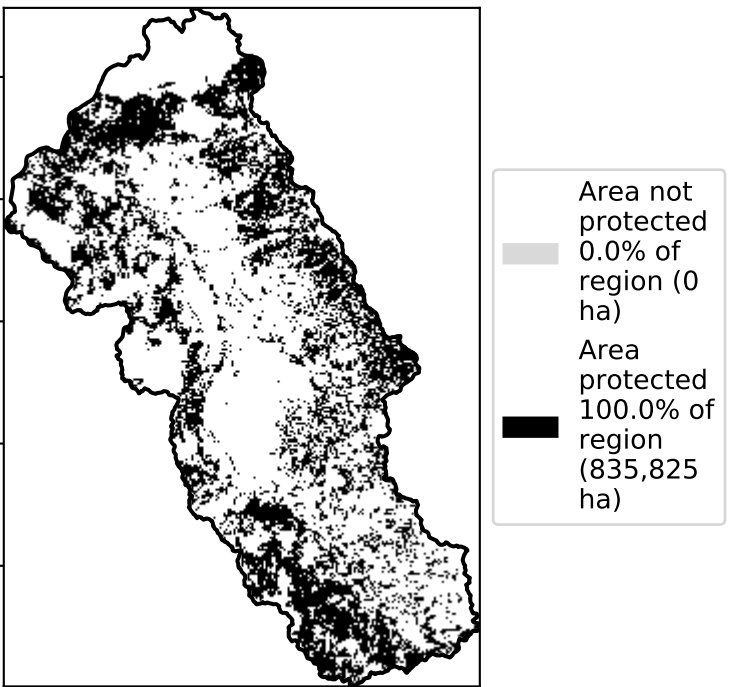 Area not
protected
0.0% of
region (0
ha)
Area
protected
100.0% of
region
(835,825
ha)